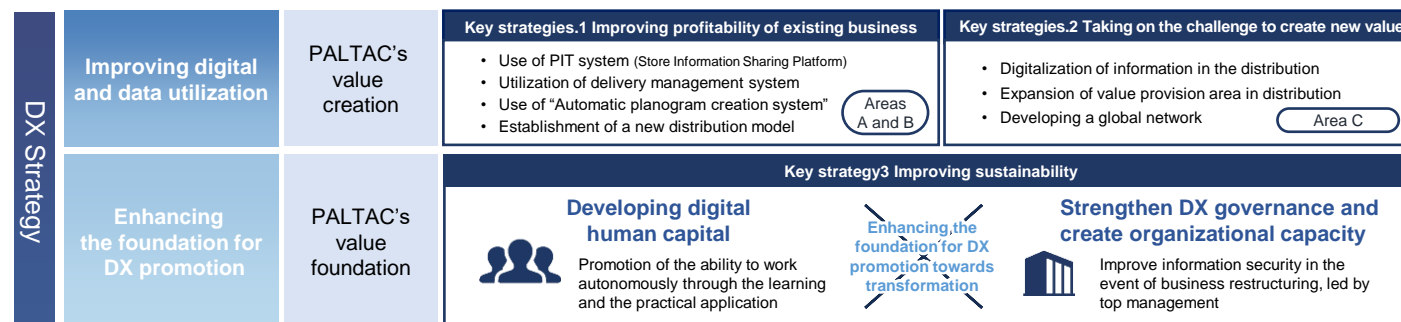 DX Strategy
Improving digital
and data utilization
PALTAC’s
value
creation
Key strategies.1 Improving profitability of existing business
• Use of PIT system (Store Information Sharing Platform)
• Utilization of delivery management system
• Use of “Automatic planogram creation system”
• Establishment of a new distribution model
Areas
A and B
Key strategies.2 Taking on the challenge to create new value
• Digitalization of information in the distribution
• Expansion of value provision area in distribution
• Developing a global network
Area C
Enhancing
the foundation for
DX promotion
PALTAC’s
value
foundation
Key strategy3 Improving sustainability
Developing digital
human capital
Promotion of the ability to work
autonomously through the learning
and the practical application
Enhancing the
foundation for DX
promotion towards
transformation
Strengthen DX governance and
create organizational capacity
Improve information security in the
event of business restructuring, led by
top management